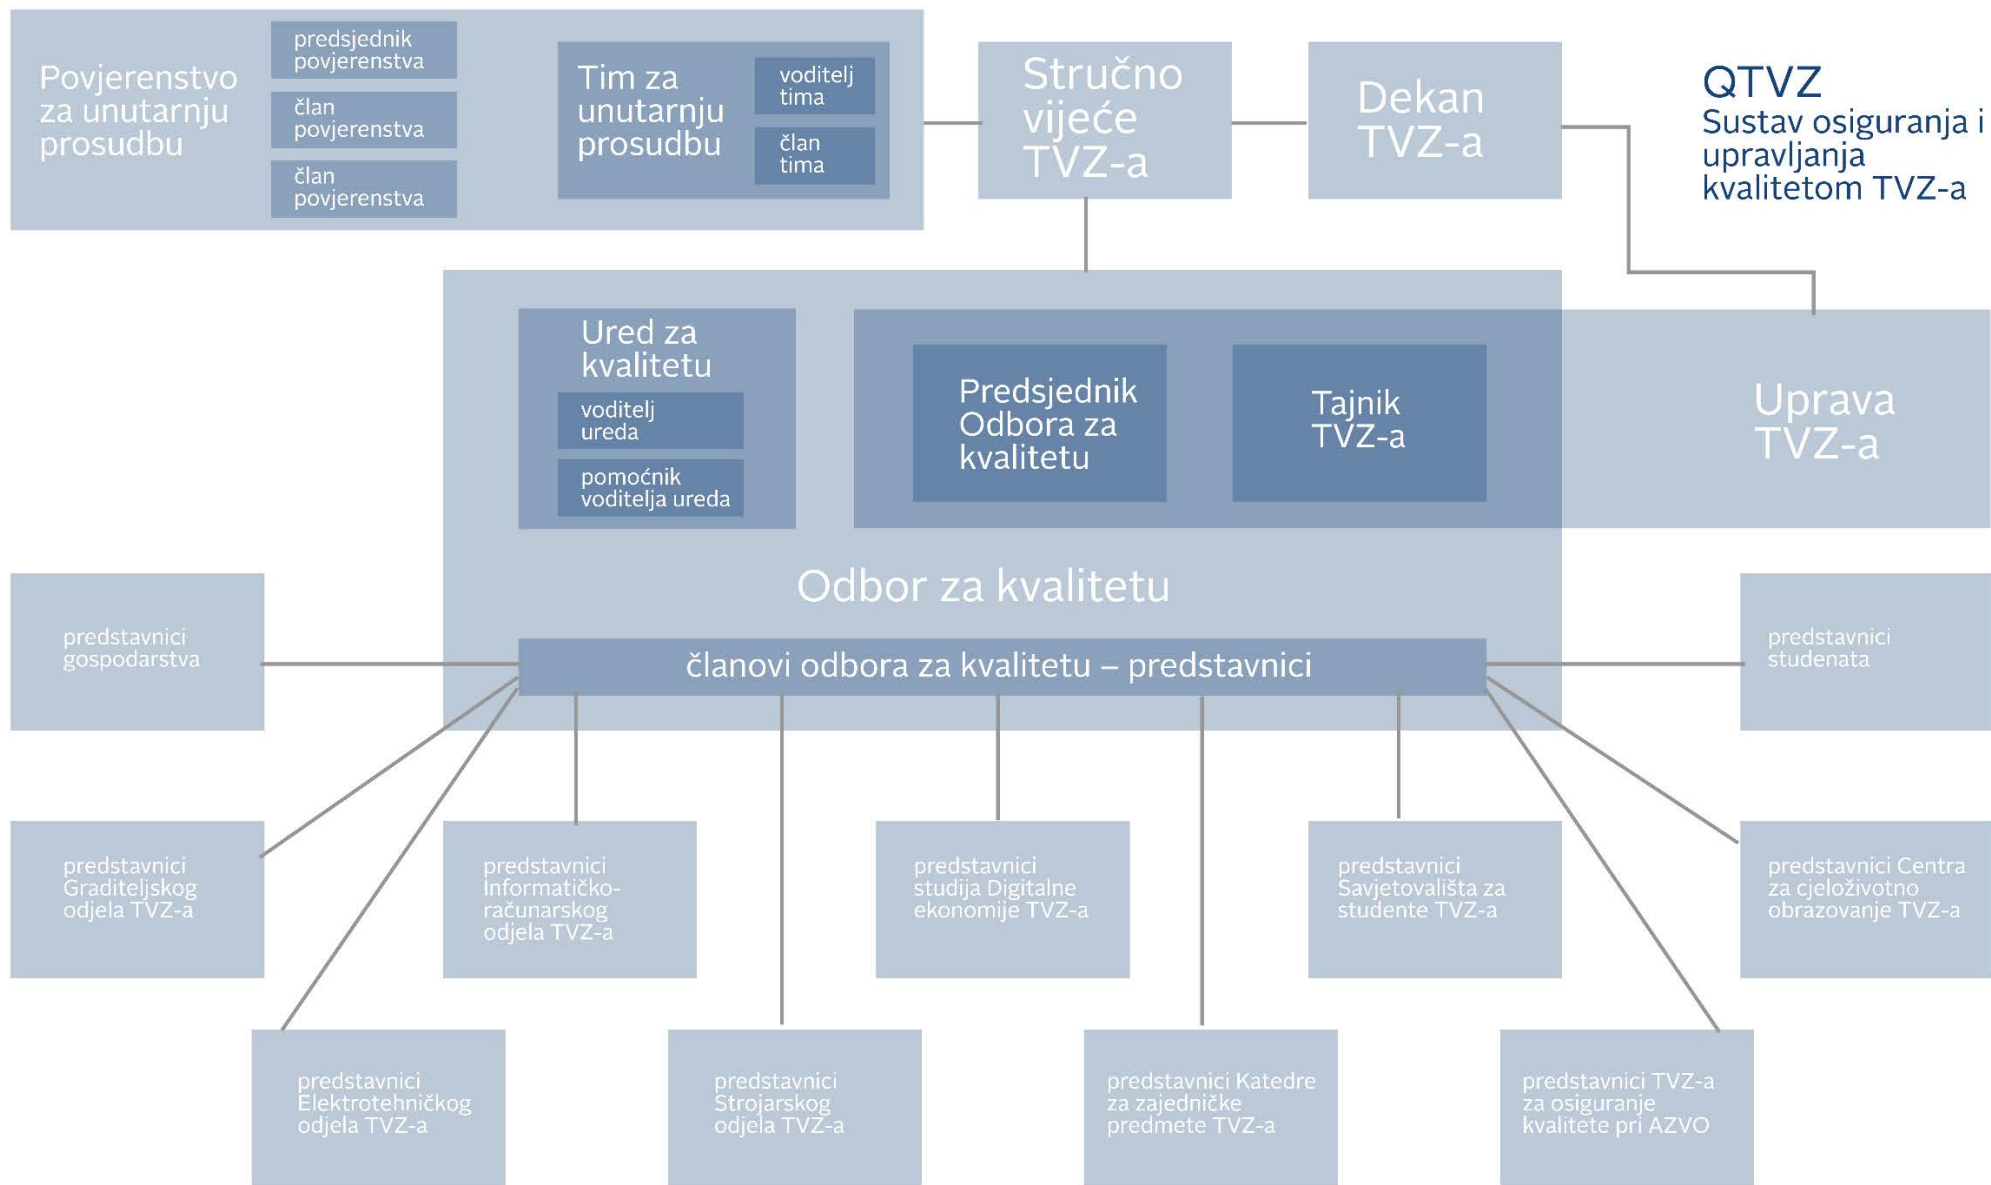 Povjerenstvo
za unutarnju
prosudbu
predsjednik
povjerenstva
član
povjerenstva
član
povjerenstva
Tim za
unutarnju
prosudbu
voditelj
tima
član
tima
Stručno
vijeće
TVZ-a
Dekan
TVZ-a
QTVZ
Sustav osiguranja i
upravljanja
kvalitetom TVZ-a
Ured za
kvalitetu
voditelj
ureda
pomoćnik
voditelja ureda
Predsjednik
Odbora za
kvalitetu
Tajnik
TVZ-a
Uprava
TVZ-a
Odbor za kvalitetu
članovi odbora za kvalitetu – predstavnici
predstavnici
gospodarstva
predstavnici
studenata
predstavnici
Graditeljskog
odjela TVZ-a
predstavnici
Informatičko-
računarskog
odjela TVZ-a
predstavnici
studija Digitalne
ekonomije TVZ-a
predstavnici
Savjetovališta za
studente TVZ-a
predstavnici Centra
za cjeloživotno
obrazovanje TVZ-a
predstavnici
Elektrotehničkog
odjela TVZ-a
predstavnici
Strojarskog
odjela TVZ-a
predstavnici Katedre
za zajedničke
predmete TVZ-a
predstavnici TVZ-a
za osiguranje
kvalitete pri AZVO